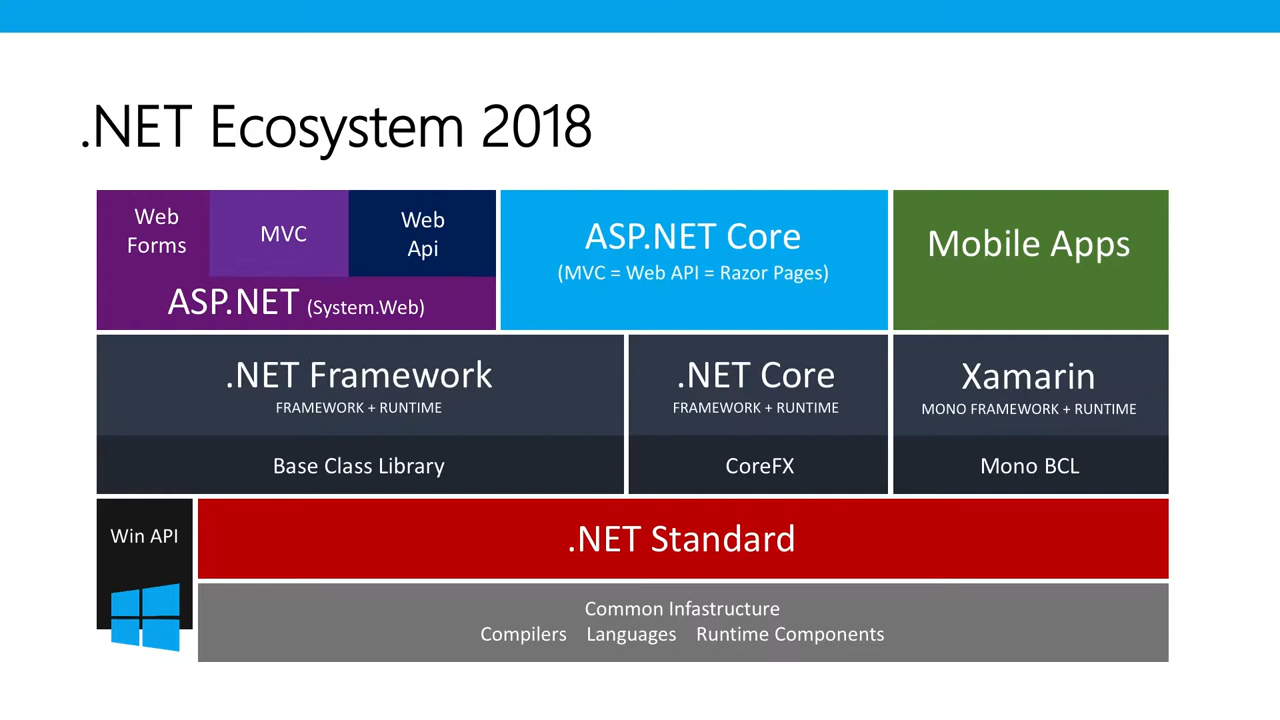 .NET Ecosystem 2018
Web
Forms
MVC
Web
Api
ASP.NET (System.Web)
ASP.NET Core
(MVC = Web API = Razor Pages)
Mobile Apps
.NET Framework
FRAMEWORK + RUNTIME
.NET Core
FRAMEWORK + RUNTIME
Xamarin
MONO FRAMEWORK + RUNTIME
Base Class Library
CoreFX
Mono BCL
Win API
.NET Standard
Common Infastructure
Compilers Languages Runtime Components